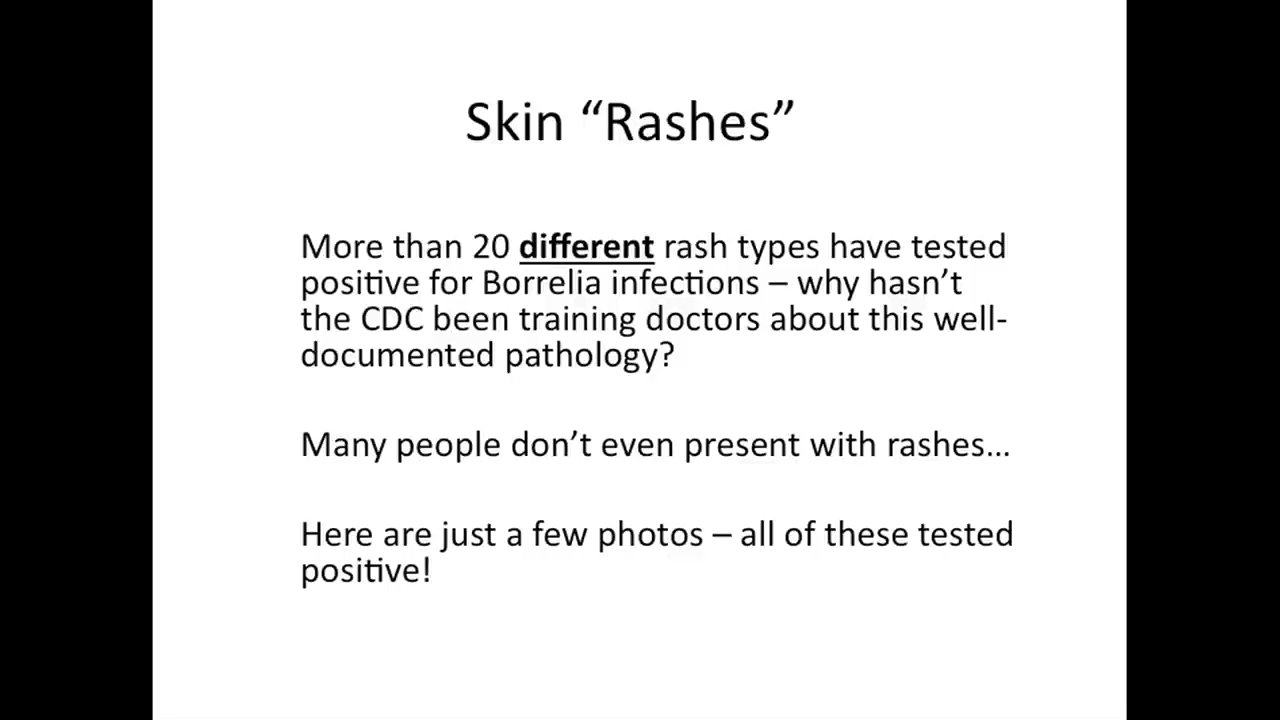 Skin “Rashes”
More than 20 different rash types have tested
positive for Borrelia infections – why hasn’t
the CDC been training doctors about this well-
documented pathology?
Many people don’t even present with rashes...
Here are just a few photos – all of these tested
positive!